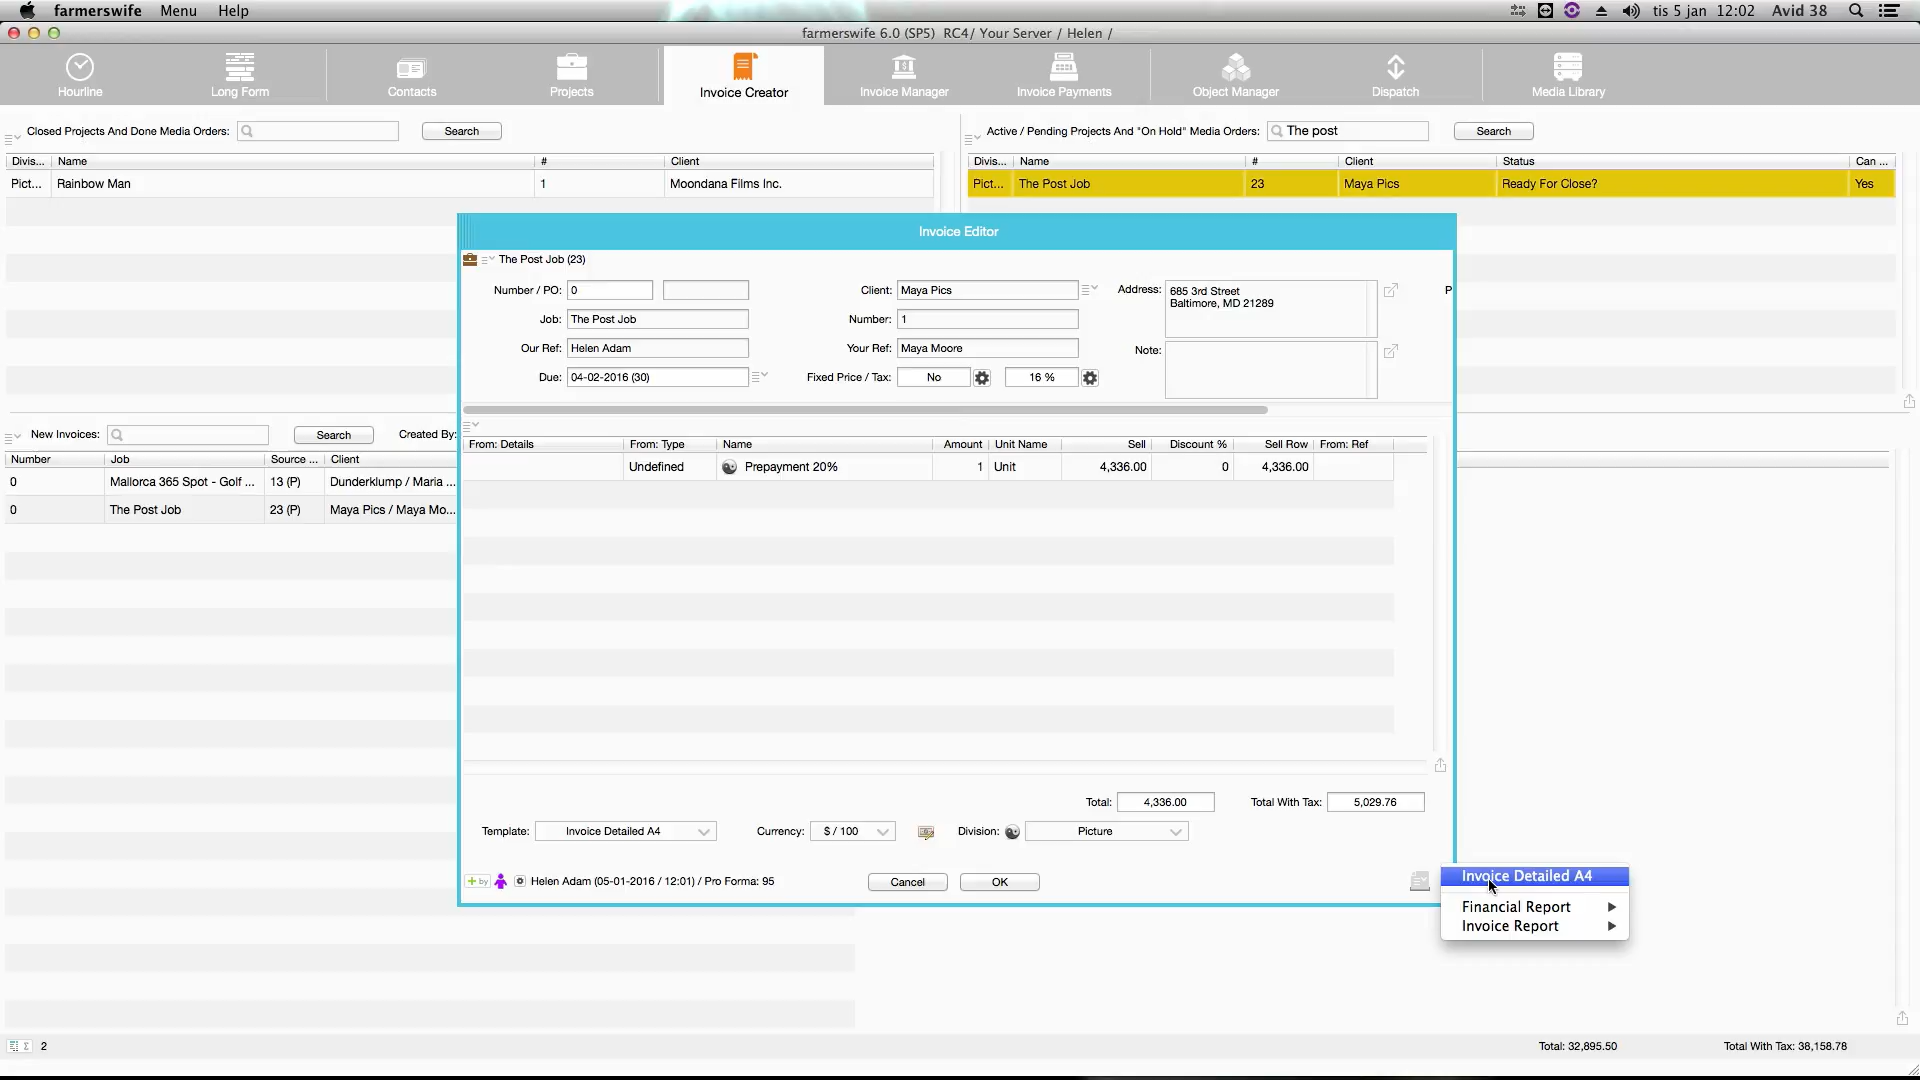 farmerswife Menu Help tis 5 jan 12:02 Avid 38
farmerswife 6.0 (SP5) RC4/ Your Server / Helen /
Hourline Long Form Contacts Projects Invoice Creator Invoice Manager Invoice Payments Object Manager Dispatch Media Library
Closed Projects And Done Media Orders: Search
Divis... Name # Client
Pict... Rainbow Man 1 Moondana Films Inc.
Active / Pending Projects And "On Hold" Media Orders: The post Search
Divis... Name # Client Status Can ...
Pict... The Post Job 23 Maya Pics Ready For Close? Yes
New Invoices: Search Created By:
Number Job Source ... Client
0 Mallorca 365 Spot - Golf ... 13 (P) Dunderklump / Maria ...
0 The Post Job 23 (P) Maya Pics / Maya Mo...
Invoice Editor
The Post Job (23)
Number / PO: 0 Client: Maya Pics Address: 685 3rd Street P
Baltimore, MD 21289
Job: The Post Job Number: 1
Our Ref: Helen Adam Your Ref: Maya Moore Note:
Due: 04-02-2016 (30) Fixed Price / Tax: No 16 %
From: Details From: Type Name Amount Unit Name Sell Discount % Sell Row From: Ref
Undefined Prepayment 20% 1 Unit 4,336.00 0 4,336.00
Total: 4,336.00 Total With Tax: 5,029.76
Template: Invoice Detailed A4 Currency: $ / 100 Division: Picture
+ by Helen Adam (05-01-2016 / 12:01) / Pro Forma: 95 Cancel OK
Invoice Detailed A4
Financial Report
Invoice Report
2 Total: 32,895.50 Total With Tax: 38,158.78